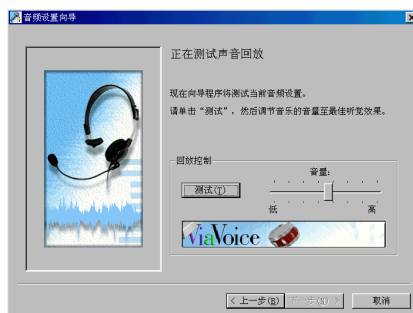 音频设置向导
正在测试声音回放
现在向导程序将测试当前音频设置。
请单击“测试”，然后调节音乐的音量至最佳听觉效果。
回放控制
音量:
测试(T)
低
高
ViaVoice
< 上一步(B)
下一步(N) >
取消